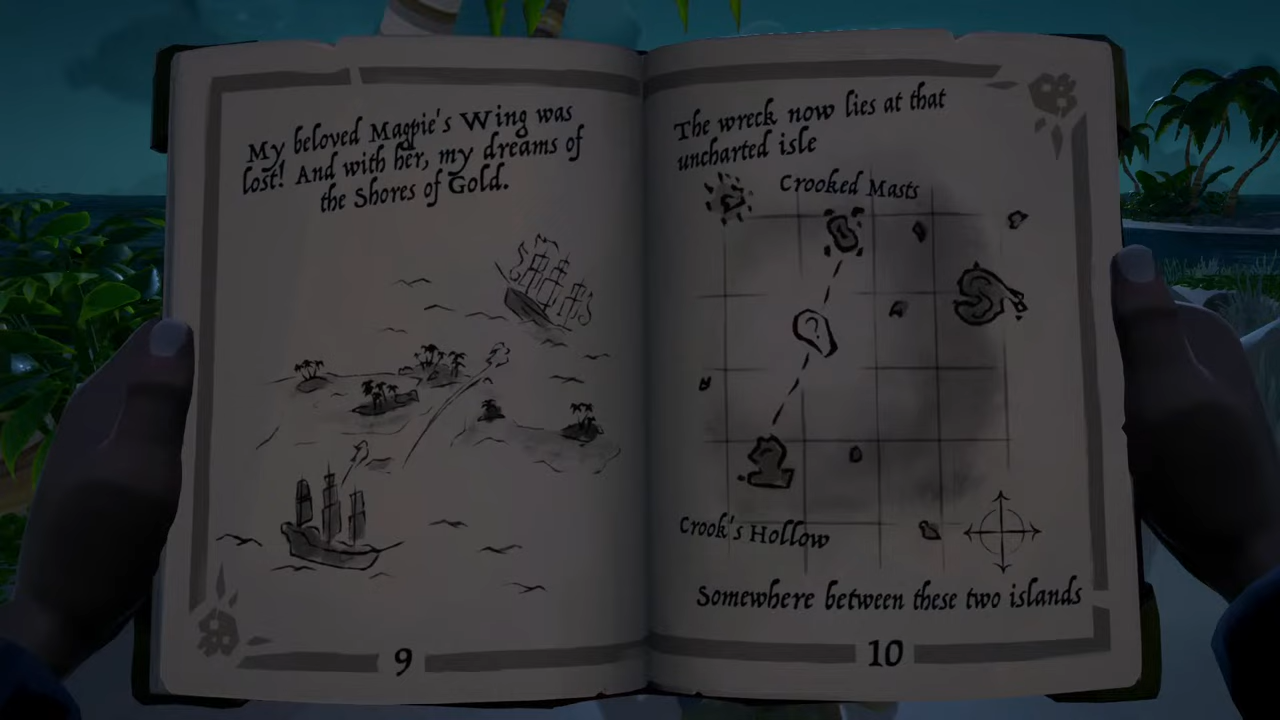 My beloved Magpie's Wing was
lost! And with her, my dreams of
the Shores of Gold.
9
The wreck now lies at that
uncharted isle
Crooked Masts
?
Crook's Hollow
Somewhere between these two islands
10